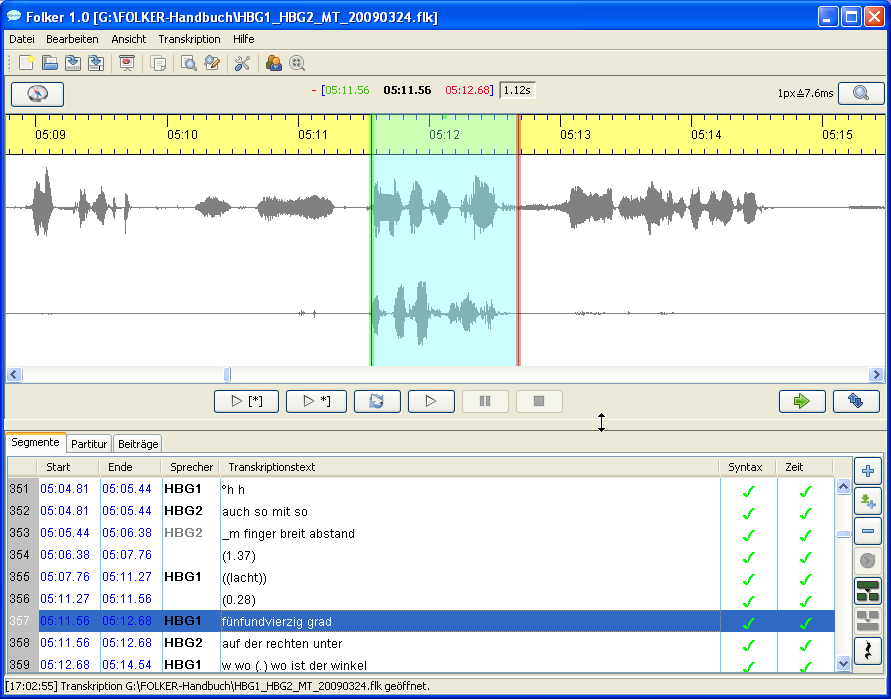 Folker 1.0 [G:\FOLKER-Handbuch\HBG1_HBG2_MT_20090324.flk]
Datei Bearbeiten Ansicht Transkription Hilfe
- [05:11.56 05:11.56 05:12.68] 1.12s 1px≙7.6ms
05:09 05:10 05:11 05:12 05:13 05:14 05:15
[*] *]
Segmente Partitur Beiträge
Start Ende Sprecher Transkriptionstext Syntax Zeit
351 05:04.81 05:05.44 HBG1 °h h
352 05:04.81 05:05.44 HBG2 auch so mit so
353 05:05.44 05:06.38 HBG2 _m finger breit abstand
354 05:06.38 05:07.76 (1.37)
355 05:07.76 05:11.27 HBG1 ((lacht))
356 05:11.27 05:11.56 (0.28)
357 05:11.56 05:12.68 HBG1 fünfundvierzig grad
358 05:11.56 05:12.68 HBG2 auf der rechten unter
359 05:12.68 05:14.54 HBG1 w wo (.) wo ist der winkel
[17:02:55] Transkription G:\FOLKER-Handbuch\HBG1_HBG2_MT_20090324.flk geöffnet.